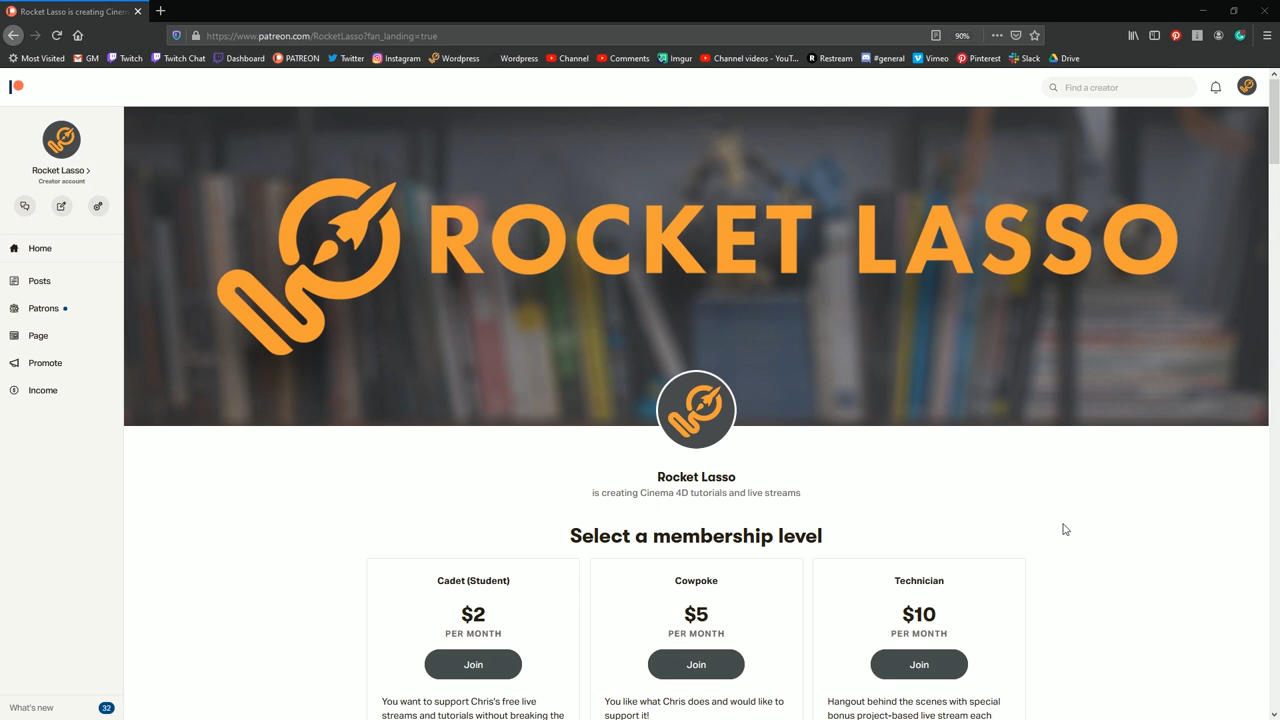 Rocket Lasso is creating Cinem
https://www.patreon.com/RocketLasso?fan_landing=true
90%
Most Visited
GM
Twitch
Twitch Chat
Dashboard
PATREON
Twitter
Instagram
Wordpress
Wordpress
Channel
Comments
Imgur
Channel videos - YouT...
Restream
#general
Vimeo
Pinterest
Slack
Drive
Find a creator
Rocket Lasso
Creator account
Home
Posts
Patrons
Page
Promote
Income
What's new
32
ROCKET LASSO
Rocket Lasso
is creating Cinema 4D tutorials and live streams
Select a membership level
Cadet (Student)
$2
PER MONTH
Join
You want to support Chris's free live
streams and tutorials without breaking the
Cowpoke
$5
PER MONTH
Join
You like what Chris does and would like to
support it!
Technician
$10
PER MONTH
Join
Hangout behind the scenes with special
bonus project-based live stream each